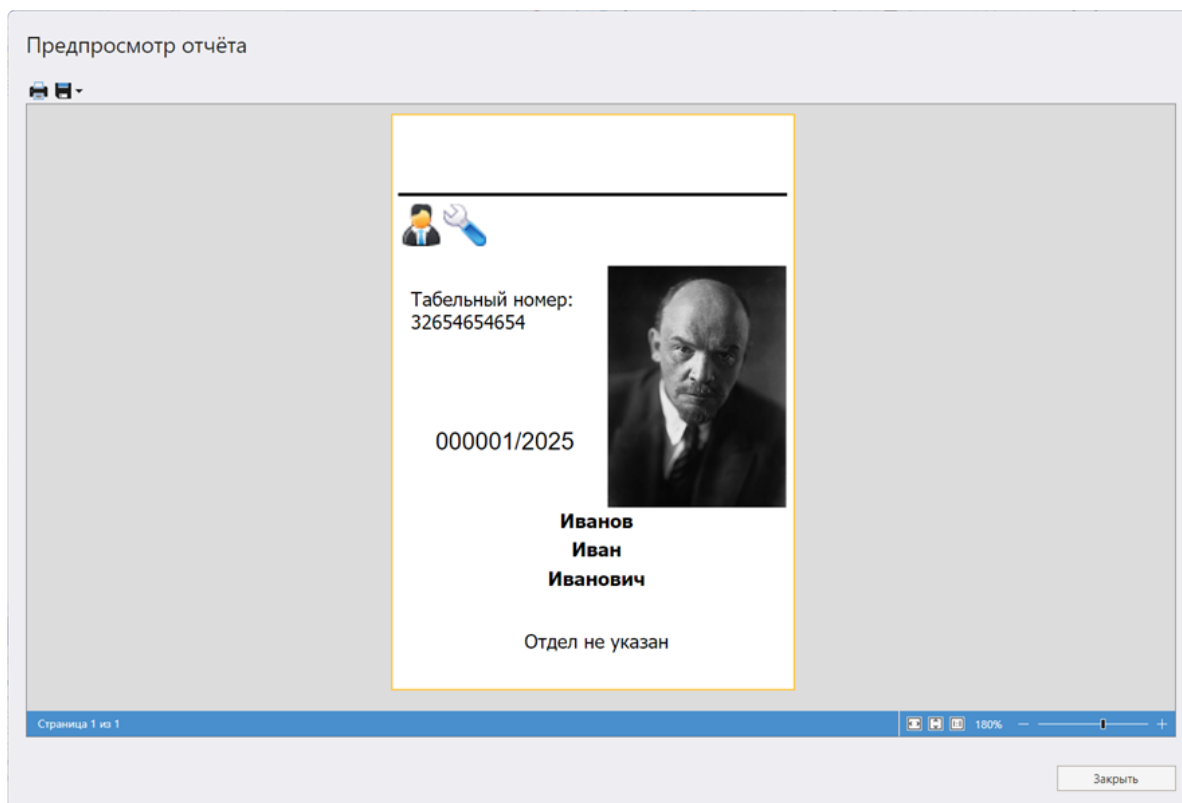 Предпросмотр отчёта
Табельный номер:
32654654654
000001/2025
Иванов
Иван
Иванович
Отдел не указан
Страница 1 из 1
180%
Закрыть